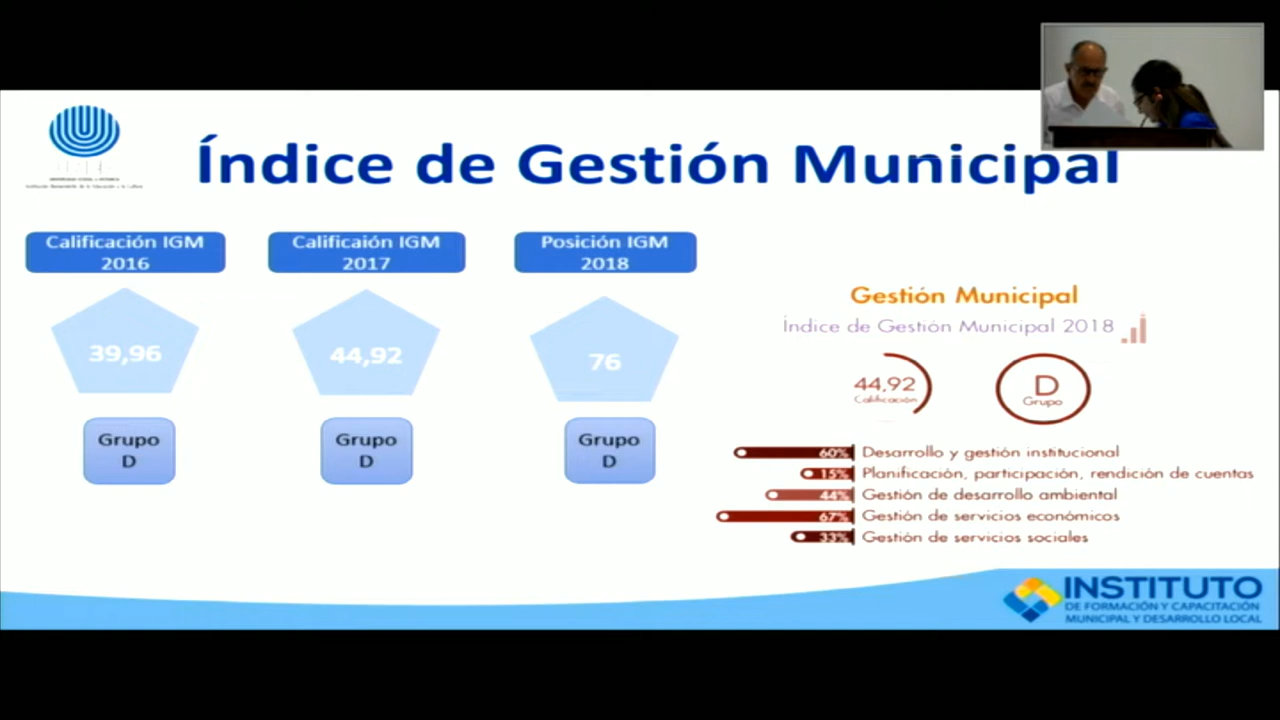 Índice de Gestión Municipal
Calificación IGM
2016
Calificaión IGM
2017
Posición IGM
2018
39,96
44,92
76
Grupo
D
Grupo
D
Grupo
D
Gestión Municipal
Índice de Gestión Municipal 2018
44,92
Calificación
D
Grupo
60% Desarrollo y gestión institucional
15% Planificación, participación, rendición de cuentas
44% Gestión de desarrollo ambiental
67% Gestión de servicios económicos
33% Gestión de servicios sociales
INSTITUTO
DE FORMACIÓN Y CAPACITACIÓN
MUNICIPAL Y DESARROLLO LOCAL